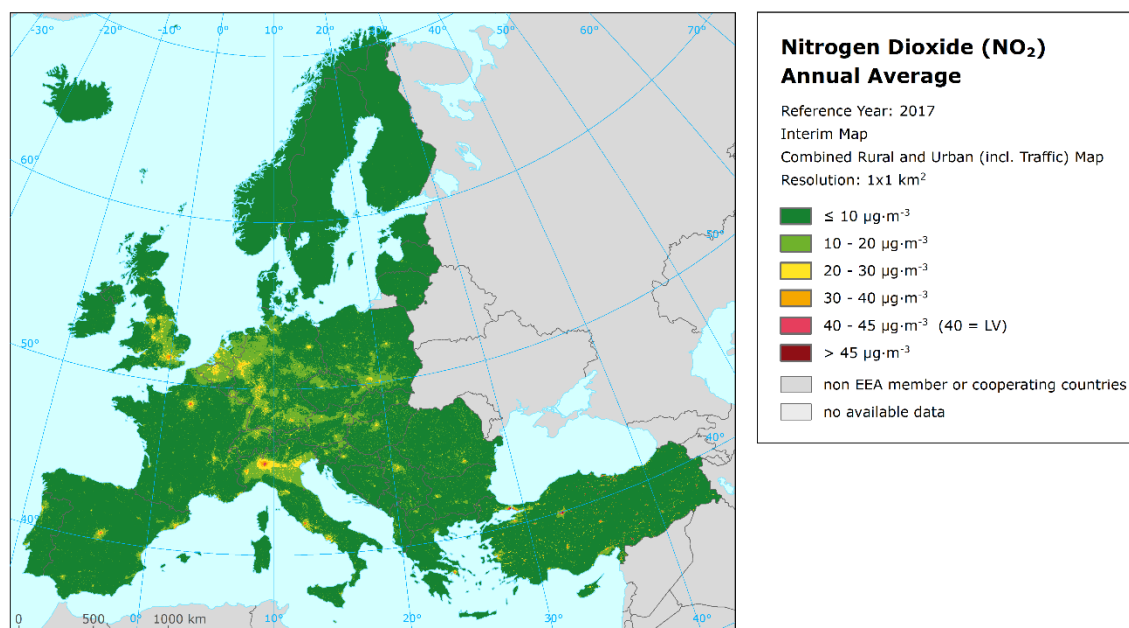 -30° -20° -10° 0° 10° 20° 30° 40° 50° 60° 70°
60°
50°
40°
50°
40°
0 500 1000 km 0° 10° 20° 30° 40°
Nitrogen Dioxide (NO₂)
Annual Average
Reference Year: 2017
Interim Map
Combined Rural and Urban (incl. Traffic) Map
Resolution: 1x1 km²
≤ 10 µg·m⁻³
10 - 20 µg·m⁻³
20 - 30 µg·m⁻³
30 - 40 µg·m⁻³
40 - 45 µg·m⁻³ (40 = LV)
> 45 µg·m⁻³
non EEA member or cooperating countries
no available data